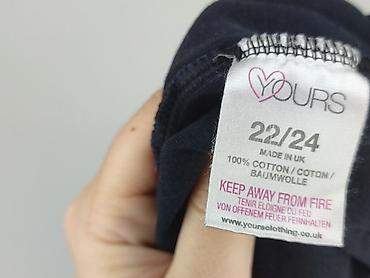 YOURS
22/24
MADE IN UK
100% COTTON / COTON /
BAUMWOLLE
KEEP AWAY FROM FIRE
TENIR ELOIGNE DU FEU
VON OFFENEM FEUER FERNHALTEN
www.yoursclothing.co.uk